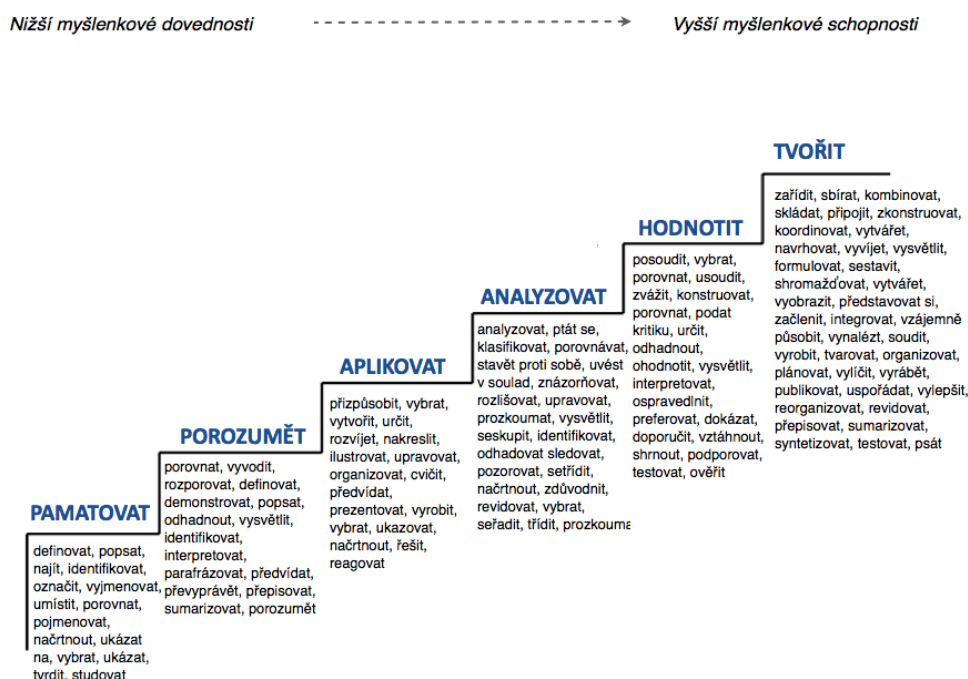 Nižší myšlenkové dovednosti
Vyšší myšlenkové schopnosti
PAMATOVAT
definovat, popsat,
najít, identifikovat,
označit, vyjmenovat,
umístit, porovnat,
pojmenovat,
načrtnout, ukázat
na, vybrat, ukázat,
tvrdit, studovat
POROZUMĚT
porovnat, vyvodit,
rozporovat, definovat,
demonstrovat, popsat,
odhadnout, vysvětlit,
identifikovat,
interpretovat,
parafrázovat, předvídat,
převyprávět, přepisovat,
sumarizovat, porozumět
APLIKOVAT
přizpůsobit, vybrat,
vytvořit, určit,
rozvíjet, nakreslit,
ilustrovat, upravovat,
organizovat, cvičit,
předvídat,
prezentovat, vyrobit,
vybrat, ukazovat,
načrtnout, řešit,
reagovat
ANALYZOVAT
analyzovat, ptát se,
klasifikovat, porovnávat,
stavět proti sobě, uvést
v soulad, znázorňovat,
rozlišovat, upravovat,
prozkoumat, vysvětlit,
seskupit, identifikovat,
odhadovat sledovat,
pozorovat, setřídit,
načrtnout, zdůvodnit,
revidovat, vybrat,
seřadit, třídit, prozkouma
HODNOTIT
posoudit, vybrat,
porovnat, usoudit,
zvážit, konstruovat,
porovnat, podat
kritiku, určit,
odhadnout,
ohodnotit, vysvětlit,
interpretovat,
ospravedlnit,
preferovat, dokázat,
doporučit, vztáhnout,
shrnout, podporovat,
testovat, ověřit
TVOŘIT
zařídit, sbírat, kombinovat,
skládat, připojit, zkonstruovat,
koordinovat, vytvářet,
navrhovat, vyvíjet, vysvětlit,
formulovat, sestavit,
shromažďovat, vytvářet,
vyobrazit, představovat si,
začlenit, integrovat, vzájemně
působit, vynalézt, soudit,
vyrobit, tvarovat, organizovat,
plánovat, vylíčit, vyrábět,
publikovat, uspořádat, vylepšit,
reorganizovat, revidovat,
přepisovat, sumarizovat,
syntetizovat, testovat, psát